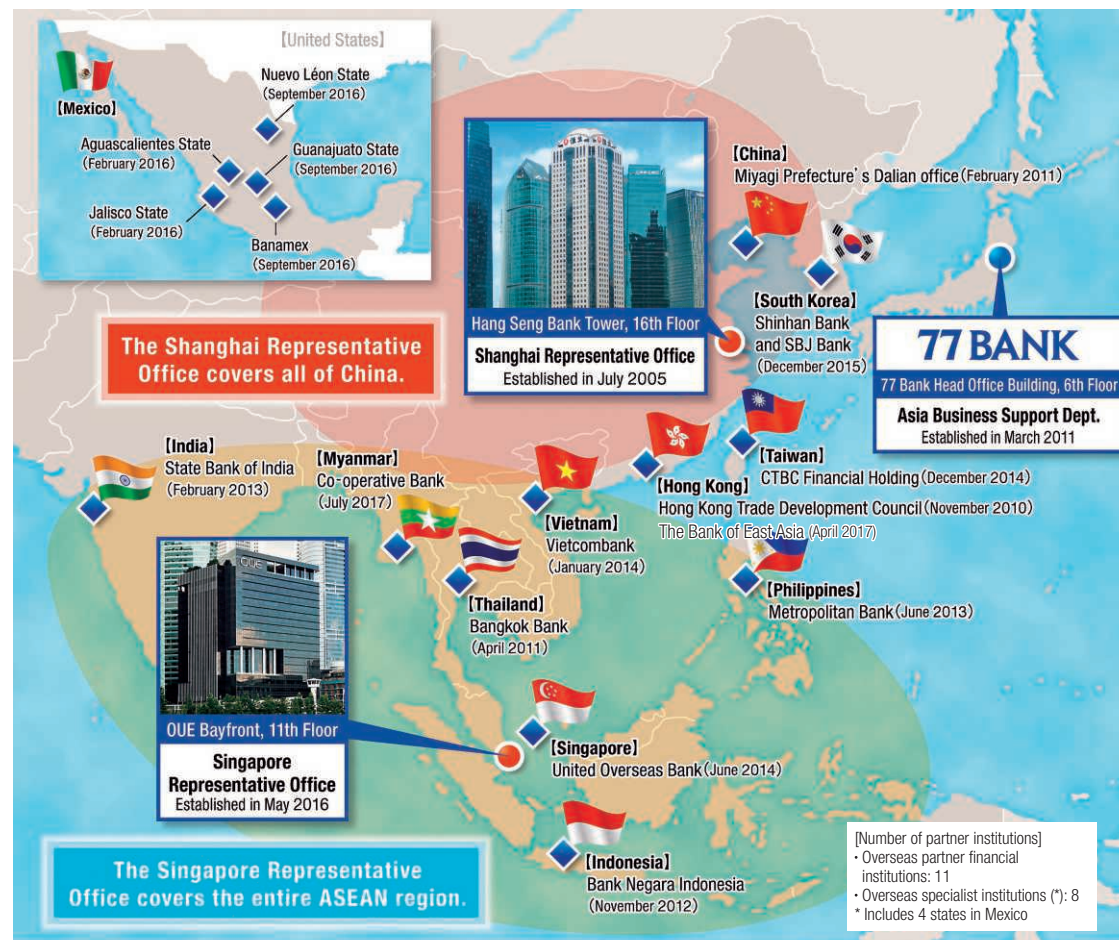 【United States】
【Mexico】
Nuevo Léon State
(September 2016)
Aguascalientes State
(February 2016)
Guanajuato State
(September 2016)
Jalisco State
(February 2016)
Banamex
(September 2016)
The Shanghai Representative
Office covers all of China.
Hang Seng Bank Tower, 16th Floor
Shanghai Representative Office
Established in July 2005
【China】
Miyagi Prefecture's Dalian office (February 2011)
【South Korea】
Shinhan Bank
and SBJ Bank
(December 2015)
77 BANK
77 Bank Head Office Building, 6th Floor
Asia Business Support Dept.
Established in March 2011
【India】
State Bank of India
(February 2013)
【Myanmar】
Co-operative Bank
(July 2017)
【Vietnam】
Vietcombank
(January 2014)
【Taiwan】
CTBC Financial Holding (December 2014)
【Hong Kong】
Hong Kong Trade Development Council (November 2010)
The Bank of East Asia (April 2017)
【Thailand】
Bangkok Bank
(April 2011)
【Philippines】
Metropolitan Bank (June 2013)
OUE
OUE Bayfront, 11th Floor
Singapore
Representative Office
Established in May 2016
【Singapore】
United Overseas Bank (June 2014)
【Indonesia】
Bank Negara Indonesia
(November 2012)
The Singapore Representative
Office covers the entire ASEAN region.
[Number of partner institutions]
・Overseas partner financial
institutions: 11
・Overseas specialist institutions (*): 8
* Includes 4 states in Mexico